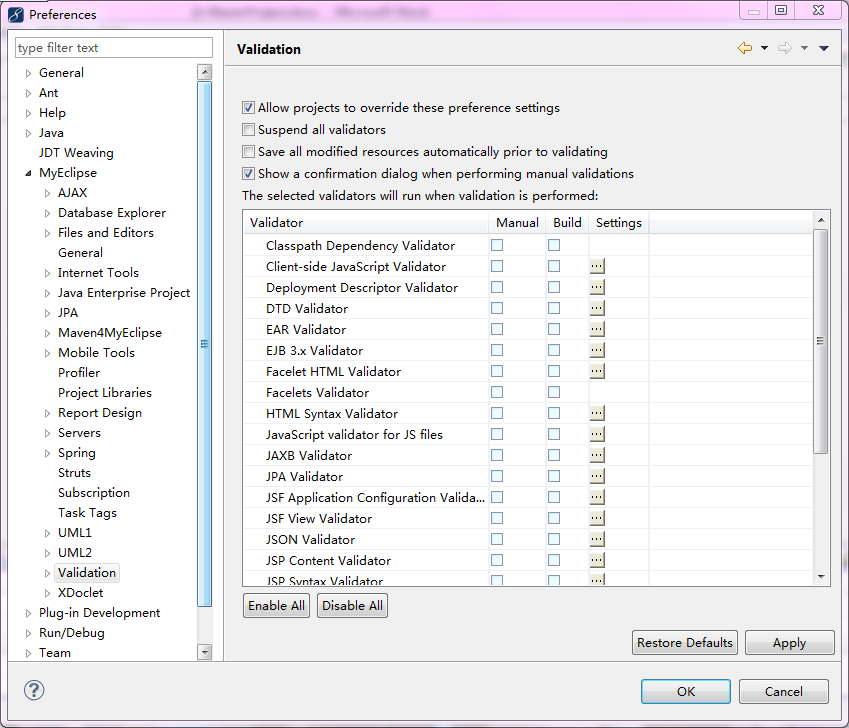 Preferences
type filter text
General
Ant
Help
Java
JDT Weaving
MyEclipse
AJAX
Database Explorer
Files and Editors
General
Internet Tools
Java Enterprise Project
JPA
Maven4MyEclipse
Mobile Tools
Profiler
Project Libraries
Report Design
Servers
Spring
Struts
Subscription
Task Tags
UML1
UML2
Validation
XDoclet
Plug-in Development
Run/Debug
Team
Validation
Allow projects to override these preference settings
Suspend all validators
Save all modified resources automatically prior to validating
Show a confirmation dialog when performing manual validations
The selected validators will run when validation is performed:
Validator Manual Build Settings
Classpath Dependency Validator
Client-side JavaScript Validator ...
Deployment Descriptor Validator ...
DTD Validator ...
EAR Validator ...
EJB 3.x Validator ...
Facelet HTML Validator ...
Facelets Validator
HTML Syntax Validator ...
JavaScript validator for JS files ...
JAXB Validator ...
JPA Validator ...
JSF Application Configuration Valida... ...
JSF View Validator ...
JSON Validator ...
JSP Content Validator ...
JSP Syntax Validator ...
Enable All Disable All
Restore Defaults Apply
? OK Cancel